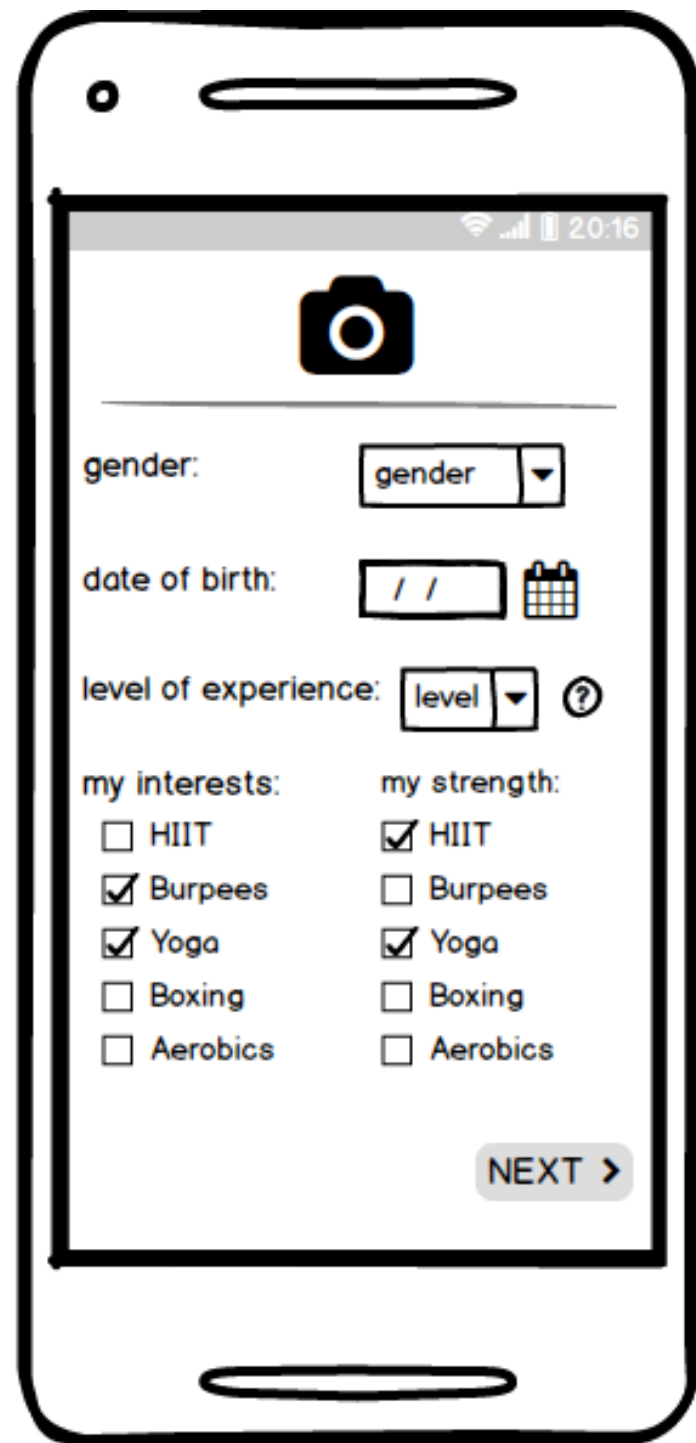 20:16
gender: gender
date of birth: / /
level of experience: level ?
my interests: my strength:
HIIT HIIT
Burpees Burpees
Yoga Yoga
Boxing Boxing
Aerobics Aerobics
NEXT >